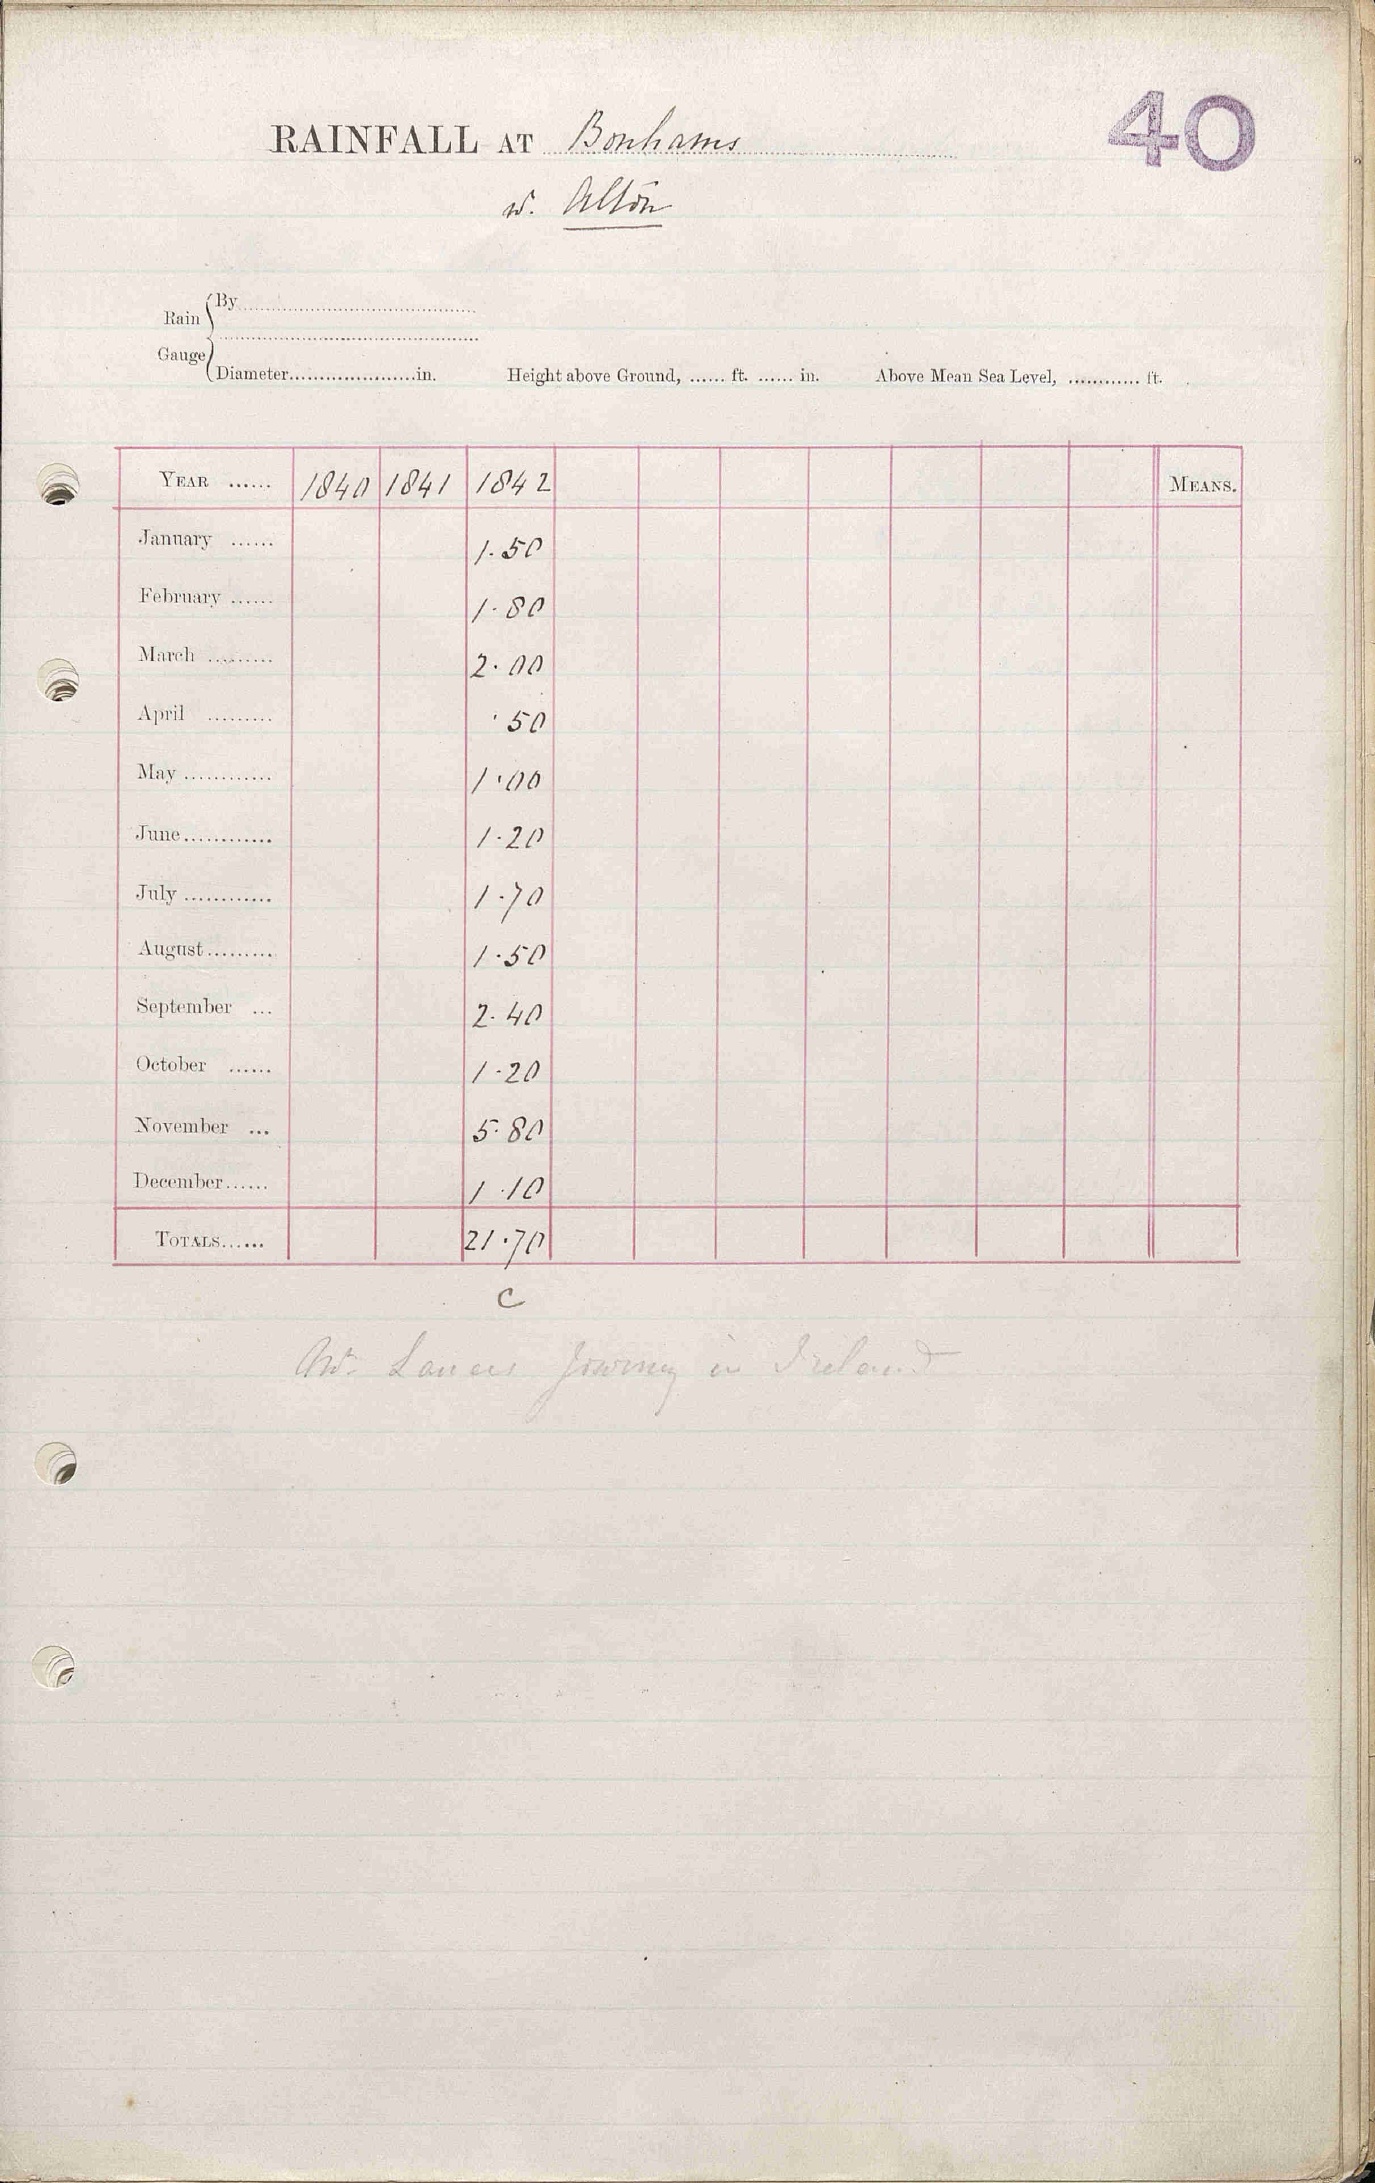 40
RAINFALL AT Bonhams
nr. Alton
Rain Gauge { By
Diameter.....................in. Height above Ground, ...... ft. ...... in. Above Mean Sea Level, ............ ft.
YEAR ...... 1840 1841 1842 MEANS.
January ...... 1.50
February ...... 1.80
March ......... 2.00
April ......... .50
May ............ 1.00
June............ 1.20
July ............ 1.70
August......... 1.50
September ... 2.40
October ...... 1.20
November ... 5.80
December...... 1.10
TOTALS...... 21.70
C
in Ireland